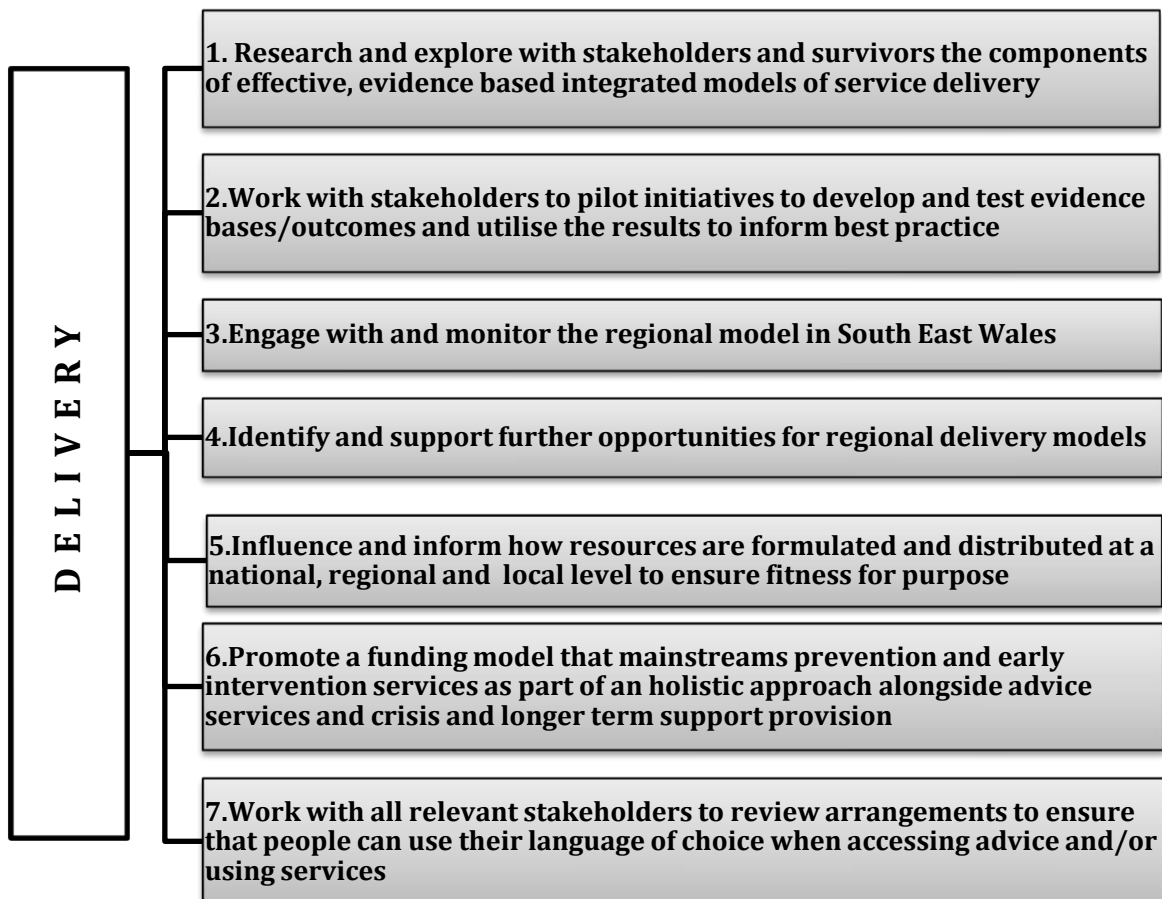 DELIVERY
1. Research and explore with stakeholders and survivors the components
of effective, evidence based integrated models of service delivery
2.Work with stakeholders to pilot initiatives to develop and test evidence
bases/outcomes and utilise the results to inform best practice
3.Engage with and monitor the regional model in South East Wales
4.Identify and support further opportunities for regional delivery models
5.Influence and inform how resources are formulated and distributed at a
national, regional and  local level to ensure fitness for purpose
6.Promote a funding model that mainstreams prevention and early
intervention services as part of an holistic approach alongside advice
services and crisis and longer term support provision
7.Work with all relevant stakeholders to review arrangements to ensure
that people can use their language of choice when accessing advice and/or
using services